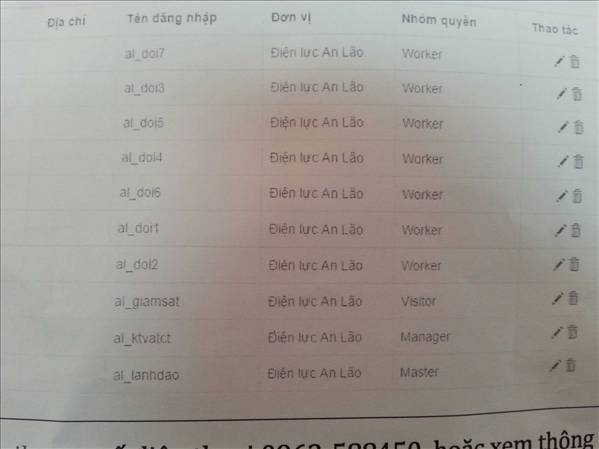 Địa chỉ Tên đăng nhập Đơn vị Nhóm quyền Thao tác
al_doi7 Điện lực An Lão Worker
al_doi3 Điện lực An Lão Worker
al_doi5 Điện lực An Lão Worker
al_doi4 Điện lực An Lão Worker
al_doi6 Điện lực An Lão Worker
al_doi1 Điện lực An Lão Worker
al_doi2 Điện lực An Lão Worker
al_giamsat Điện lực An Lão Visitor
al_ktvatct Điện lực An Lão Manager
al_lanhdao Điện lực An Lão Master
hoặc xem thông